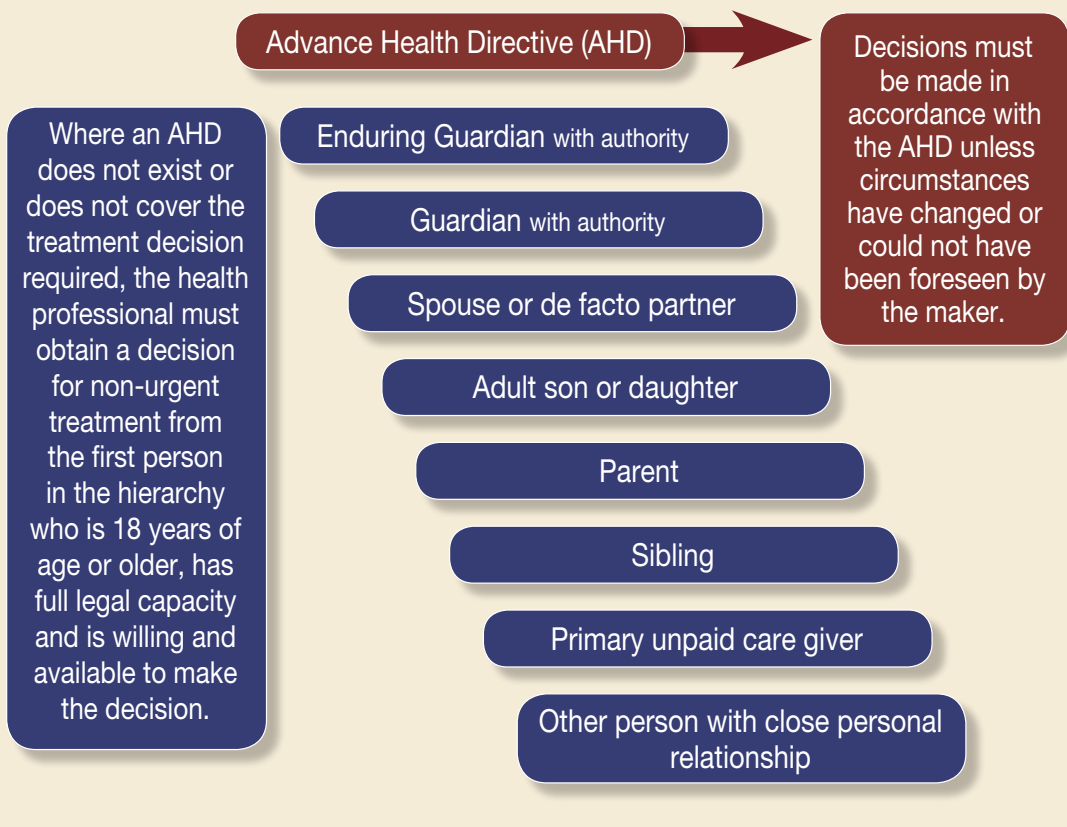 Advance Health Directive (AHD)
Decisions must
be made in
accordance with
the AHD unless
circumstances
have changed or
could not have
been foreseen by
the maker.
Where an AHD
does not exist or
does not cover the
treatment decision
required, the health
professional must
obtain a decision
for non-urgent
treatment from
the first person
in the hierarchy
who is 18 years of
age or older, has
full legal capacity
and is willing and
available to make
the decision.
Enduring Guardian with authority
Guardian with authority
Spouse or de facto partner
Adult son or daughter
Parent
Sibling
Primary unpaid care giver
Other person with close personal
relationship